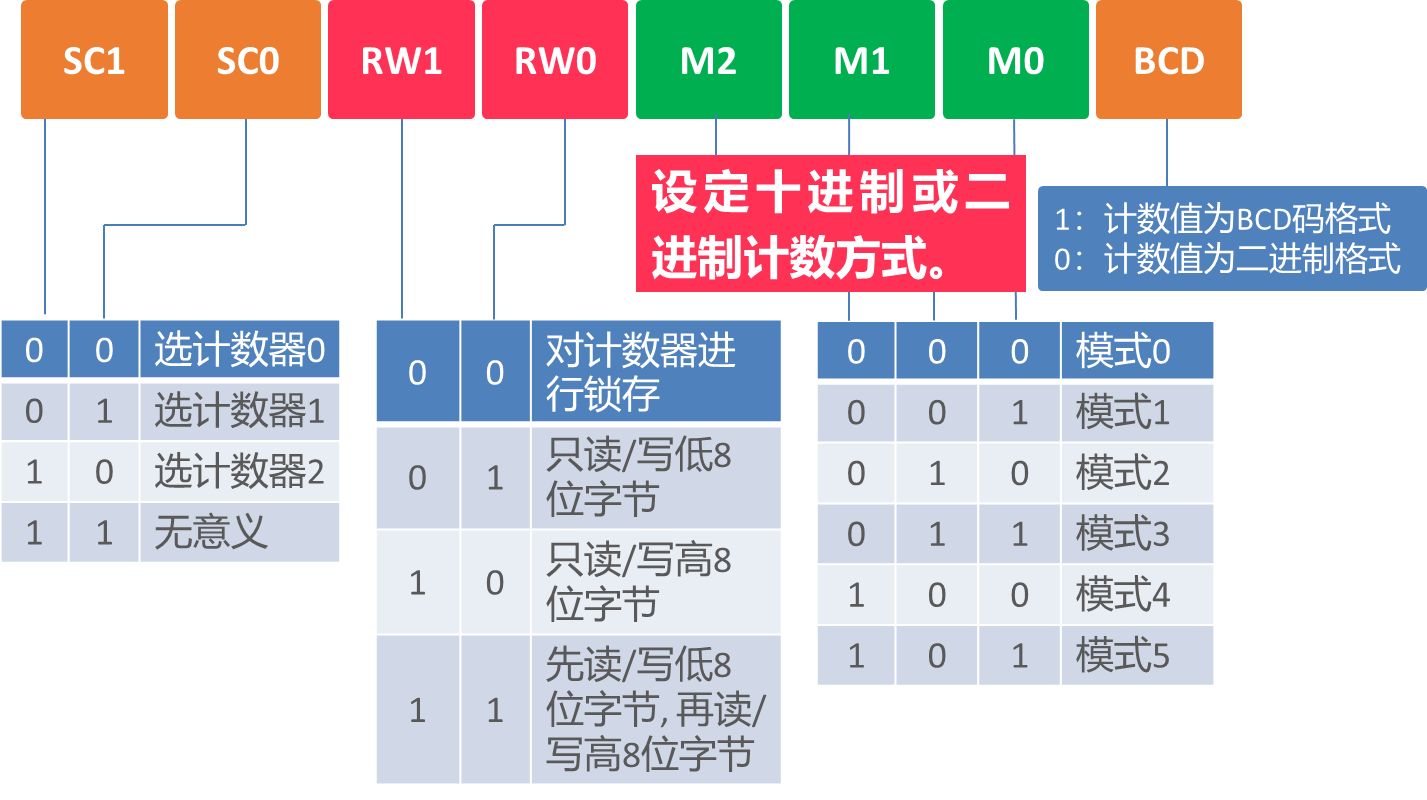 SC1 SC0 RW1 RW0 M2 M1 M0 BCD
设定十进制或二
进制计数方式。
1：计数值为BCD码格式
0：计数值为二进制格式
0 0 选计数器0
0 1 选计数器1
1 0 选计数器2
1 1 无意义
0 0 对计数器进
行锁存
0 1 只读/写低8
位字节
1 0 只读/写高8
位字节
1 1 先读/写低8
位字节, 再读/
写高8位字节
0 0 0 模式0
0 0 1 模式1
0 1 0 模式2
0 1 1 模式3
1 0 0 模式4
1 0 1 模式5